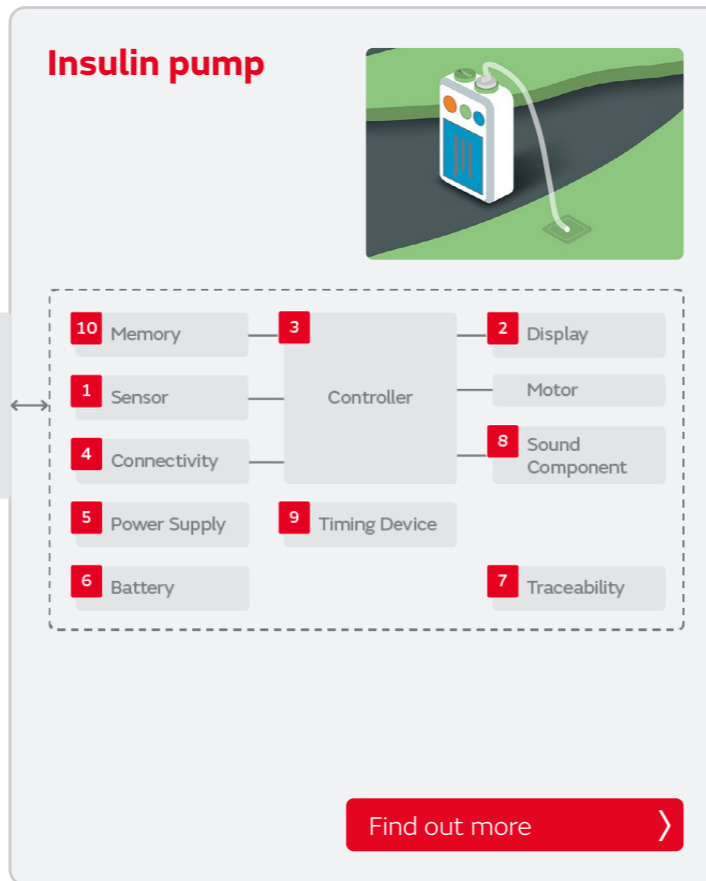 Insulin pump
10 Memory
3
2 Display
1 Sensor
Controller
Motor
4 Connectivity
8 Sound
Component
5 Power Supply
9 Timing Device
6 Battery
7 Traceability
Find out more